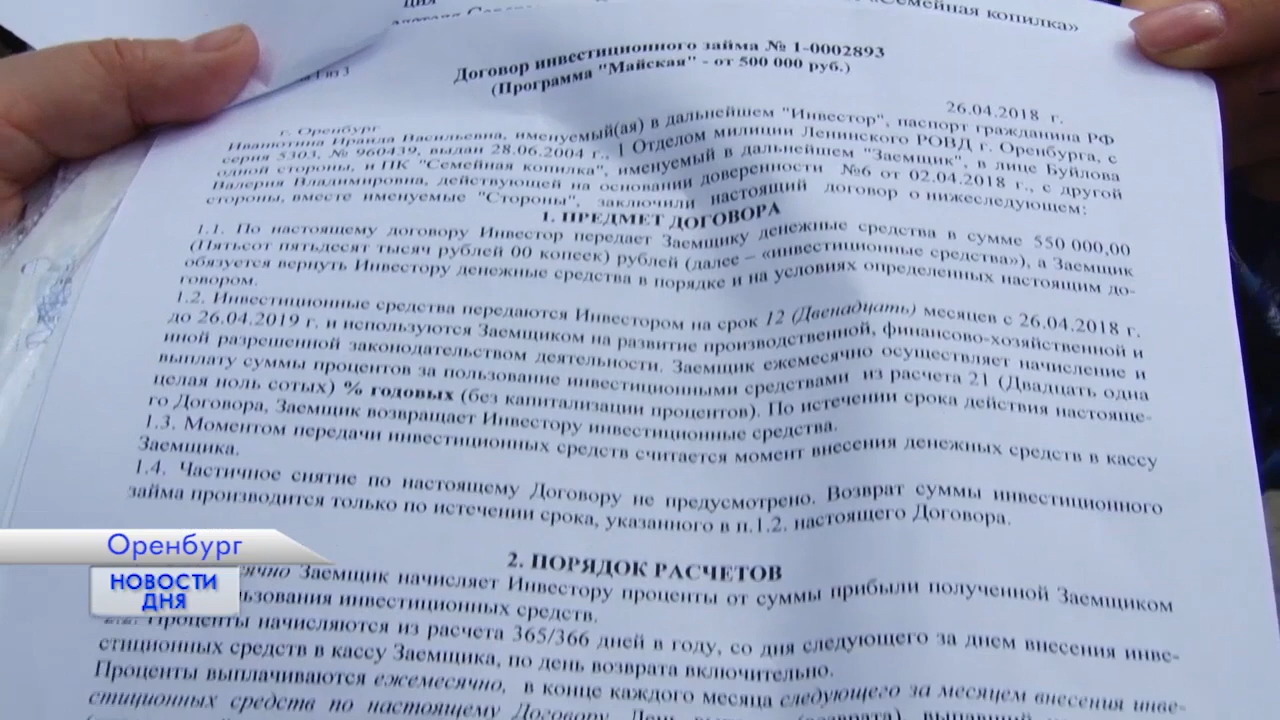 «Семейная копилка»
1 из 3
Договор инвестиционного займа № 1-0002893
(Программа "Майская" - от 500 000 руб.)
26.04.2018 г.
г. Оренбург
Иванютина Ираида Васильевна, именуемый(ая) в дальнейшем "Инвестор", паспорт гражданина РФ
серия 5303, № 960439, выдан 28.06.2004 г., 1 Отделом милиции Ленинского РОВД г. Оренбурга, с
одной стороны, и ПК "Семейная копилка", именуемый в дальнейшем "Заемщик", в лице Буйлова
Валерия Владимировна, действующей на основании доверенности №6 от 02.04.2018 г., с другой
стороны, вместе именуемые "Стороны", заключили настоящий договор о нижеследующем:
1. ПРЕДМЕТ ДОГОВОРА
1.1. По настоящему договору Инвестор передает Заемщику денежные средства в сумме 550 000,00
(Пятьсот пятьдесят тысяч рублей 00 копеек) рублей (далее – «инвестиционные средства»), а Заемщик
обязуется вернуть Инвестору денежные средства в порядке и на условиях определенных настоящим до-
говором.
1.2. Инвестиционные средства передаются Инвестором на срок 12 (Двенадцать) месяцев с 26.04.2018 г.
до 26.04.2019 г. и используются Заемщиком на развитие производственной, финансово-хозяйственной и
иной разрешенной законодательством деятельности. Заемщик ежемесячно осуществляет начисление и
выплату суммы процентов за пользование инвестиционными средствами из расчета 21 (Двадцать одна
целая ноль сотых) % годовых (без капитализации процентов). По истечении срока действия настояще-
го Договора, Заемщик возвращает Инвестору инвестиционные средства.
1.3. Моментом передачи инвестиционных средств считается момент внесения денежных средств в кассу
Заемщика.
1.4. Частичное снятие по настоящему Договору не предусмотрено. Возврат суммы инвестиционного
займа производится только по истечении срока, указанного в п.1.2. настоящего Договора.
2. ПОРЯДОК РАСЧЕТОВ
Заемщик начисляет Инвестору проценты от суммы прибыли полученной Заемщиком
инвестиционных средств.
Проценты начисляются из расчета 365/366 дней в году, со дня следующего за днем внесения инве-
стиционных средств в кассу Заемщика, по день возврата включительно.
Проценты выплачиваются ежемесячно, в конце каждого месяца следующего за месяцем внесения инве-
стиционных средств по настоящему Договору.
Оренбург
НОВОСТИ
ДНЯ